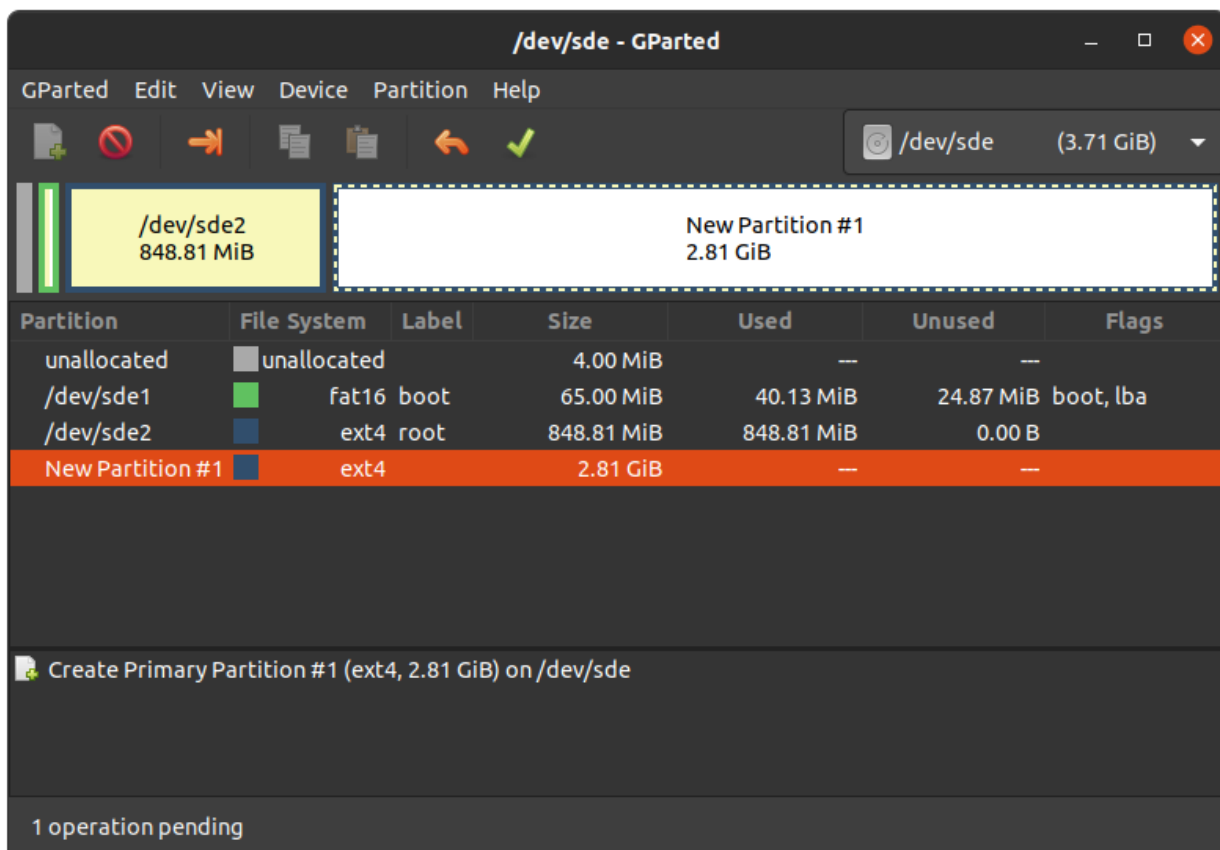 /dev/sde - GParted
GParted Edit View Device Partition Help
/dev/sde (3.71 GiB)
/dev/sde2
848.81 MiB
New Partition #1
2.81 GiB
Partition File System Label Size Used Unused Flags
unallocated unallocated 4.00 MiB --- ---
/dev/sde1 fat16 boot 65.00 MiB 40.13 MiB 24.87 MiB boot, lba
/dev/sde2 ext4 root 848.81 MiB 848.81 MiB 0.00 B
New Partition #1 ext4 2.81 GiB --- ---
Create Primary Partition #1 (ext4, 2.81 GiB) on /dev/sde
1 operation pending